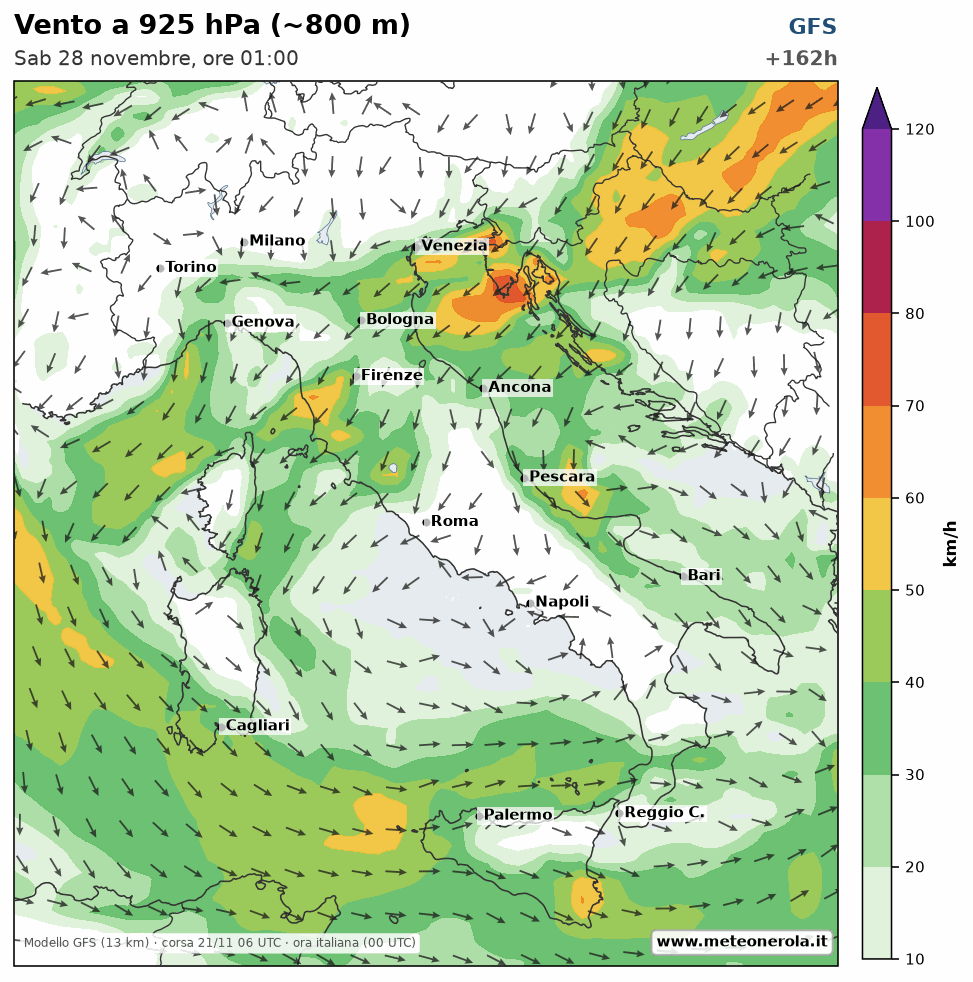 Vento a 925 hPa (~800 m)
GFS
Sab 28 novembre, ore 01:00
+162h
120
100
80
70
60
50
40
30
20
10
km/h
Milano
Venezia
Torino
Genova
Bologna
Firenze
Ancona
Pescara
Roma
Bari
Napoli
Cagliari
Palermo
Reggio C.
Modello GFS (13 km) · corsa 21/11 06 UTC · ora italiana (00 UTC)
www.meteonerola.it